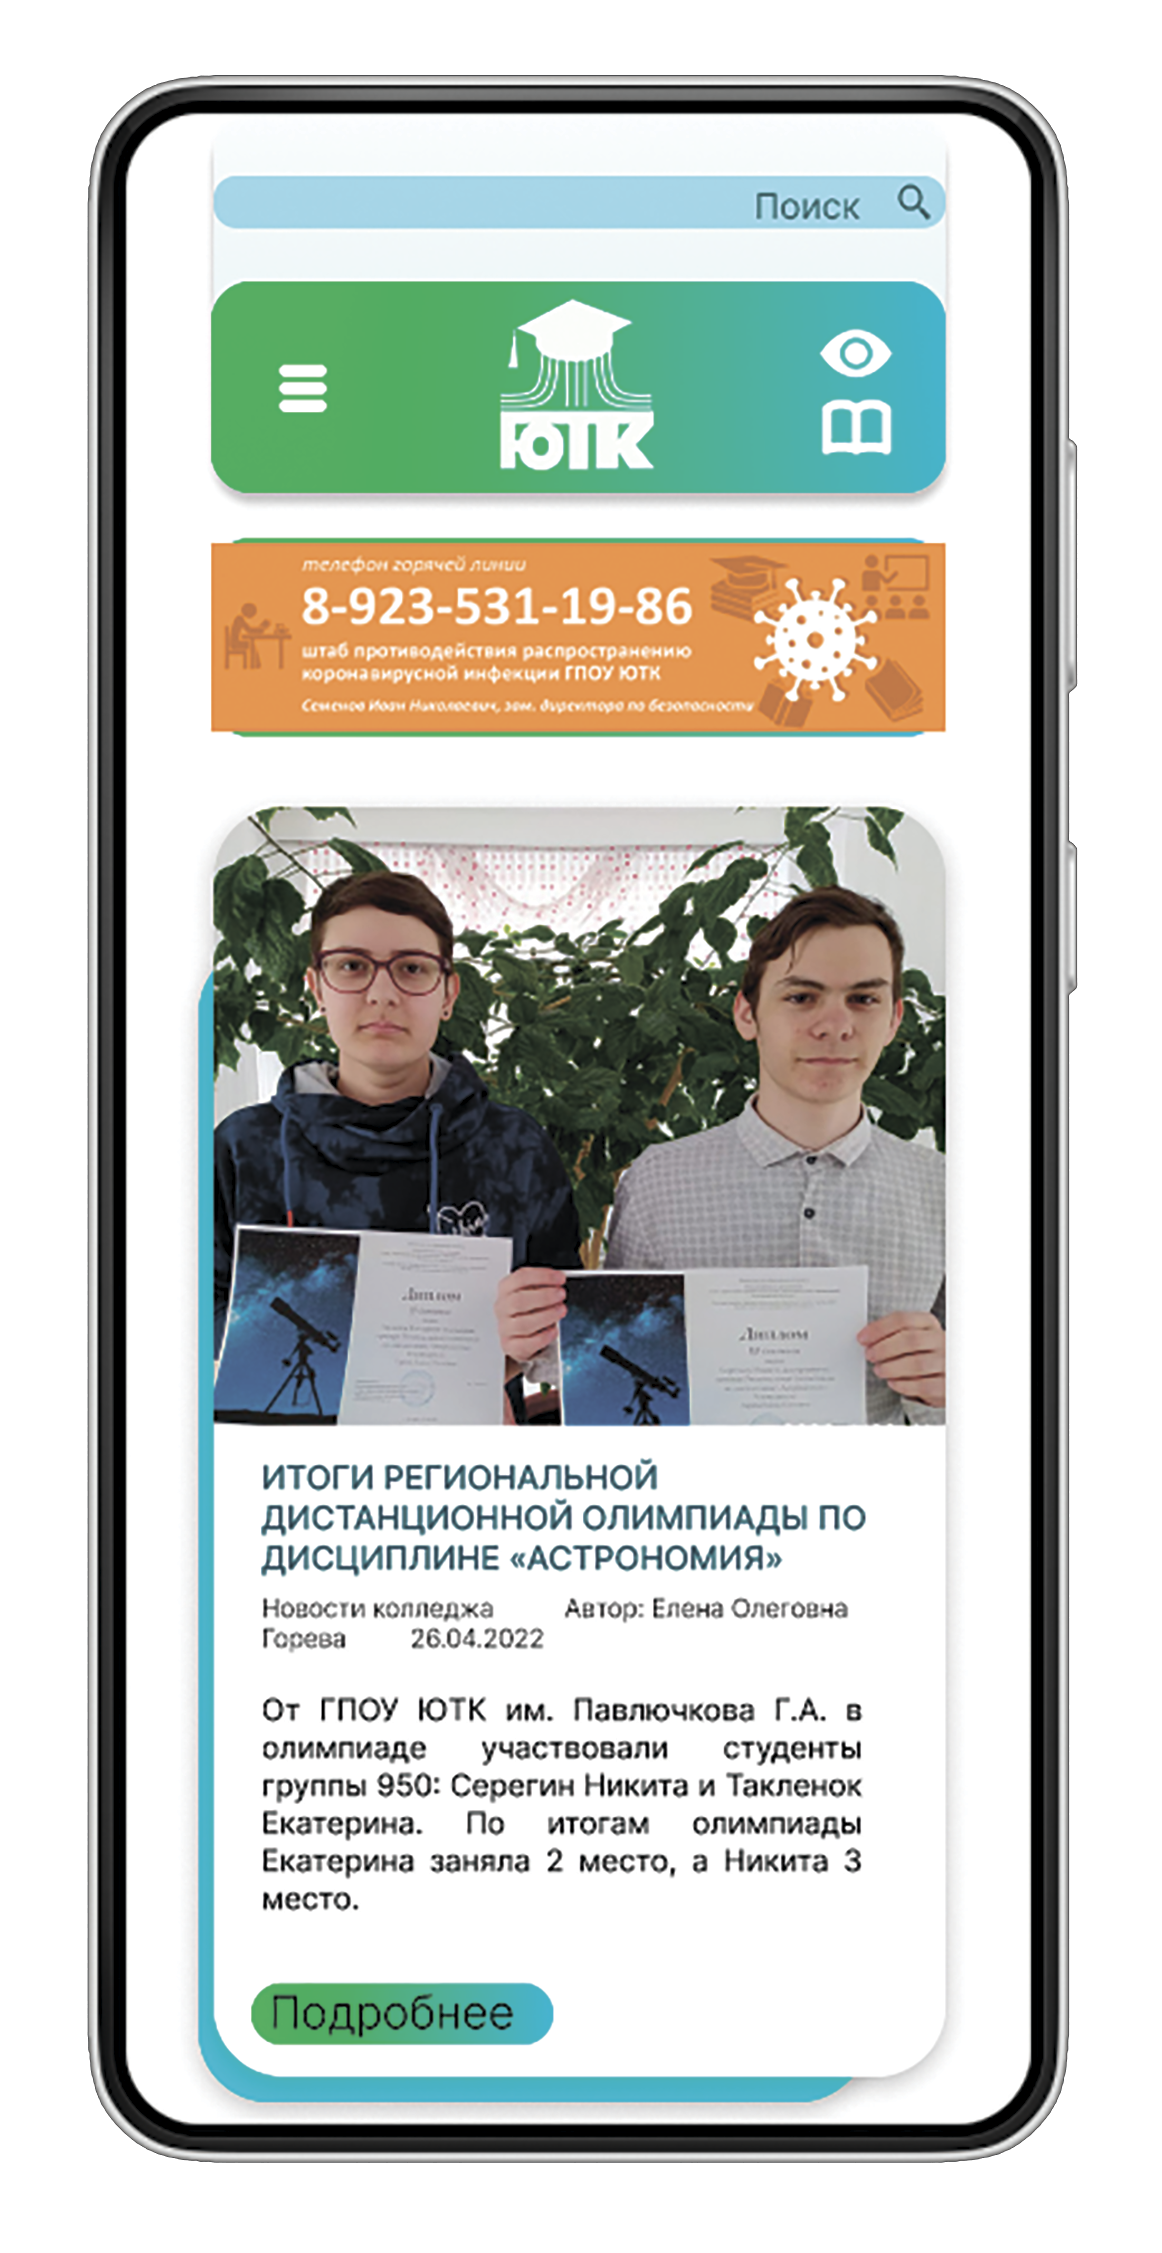 Поиск
ЮТК
телефон горячей линии
8-923-531-19-86
штаб противодействия распространению
коронавирусной инфекции ГПОУ ЮТК
Семенов Иван Николаевич, зам. директора по безопасности
Диплом
Диплом
ИТОГИ РЕГИОНАЛЬНОЙ
ДИСТАНЦИОННОЙ ОЛИМПИАДЫ ПО
ДИСЦИПЛИНЕ «АСТРОНОМИЯ»
Новости колледжа Автор: Елена Олеговна
Горева 26.04.2022
От ГПОУ ЮТК им. Павлючкова Г.А. в
олимпиаде участвовали студенты
группы 950: Серегин Никита и Такленок
Екатерина. По итогам олимпиады
Екатерина заняла 2 место, а Никита 3
место.
Подробнее